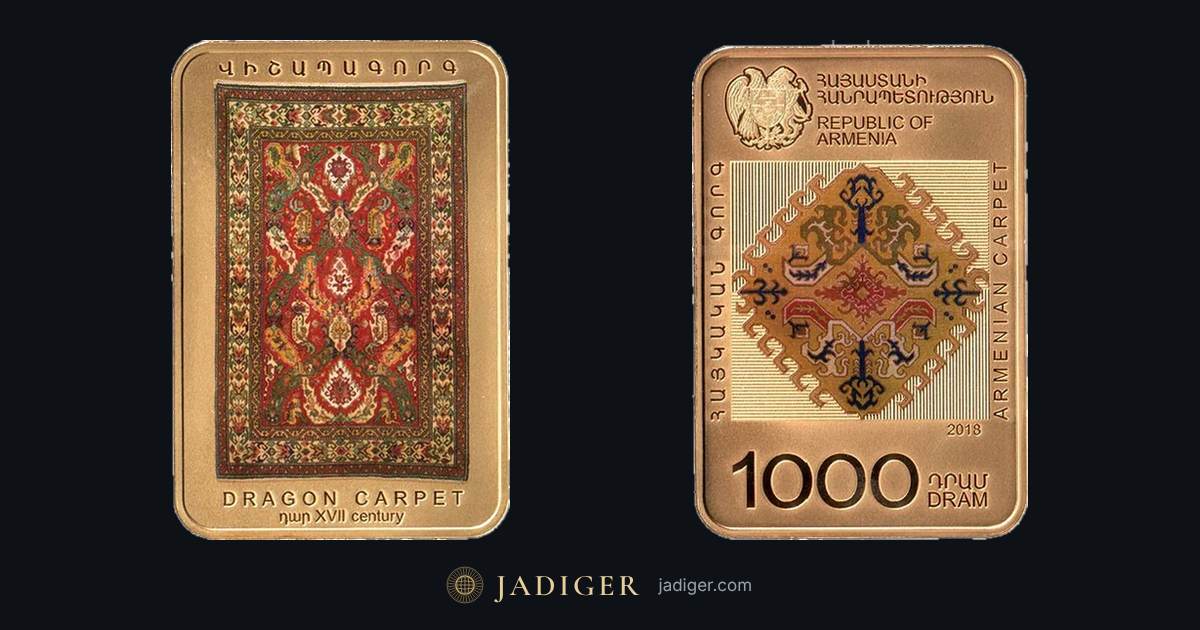 ՎԻՇԱՊԱԳՈՐԳ
DRAGON CARPET
դար XVII century
ՀԱՅԱՍՏԱՆԻ
ՀԱՆՐԱՊԵՏՈՒԹՅՈՒՆ
REPUBLIC OF
ARMENIA
ՀԱՅԿԱԿԱՆ ԳՈՐԳ
ARMENIAN CARPET
2018
1000
ԴՐԱՄ
DRAM
JADIGER
jadiger.com